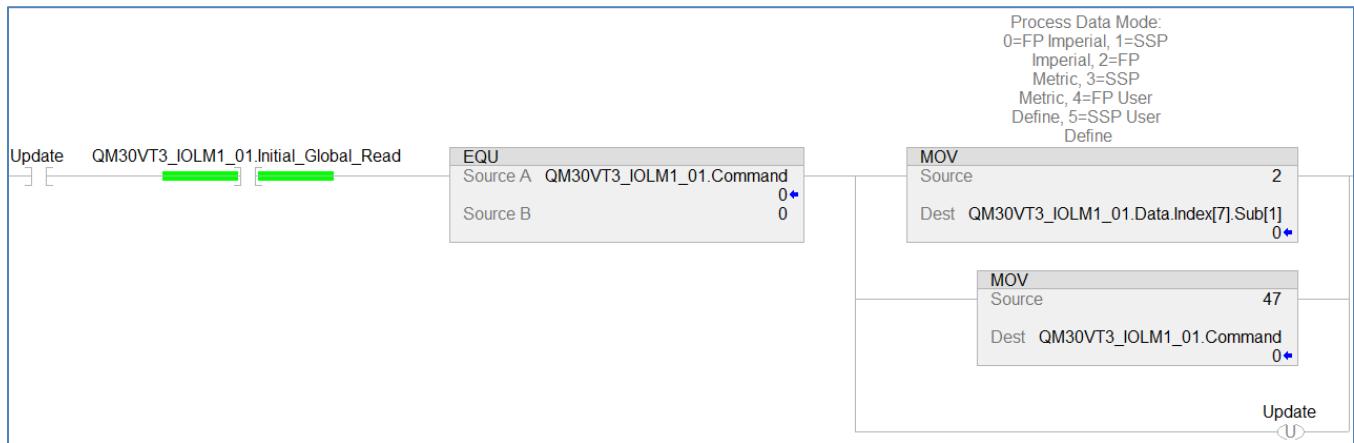 Process Data Mode:
0=FP Imperial, 1=SSP
Imperial, 2=FP
Metric, 3=SSP
Metric, 4=FP User
Define, 5=SSP User
Define
Update
QM30VT3_IOLM1_01.Initial_Global_Read
EQU
Source A QM30VT3_IOLM1_01.Command
0
Source B 0
MOV
Source 2
Dest QM30VT3_IOLM1_01.Data.Index[7].Sub[1]
0
MOV
Source 47
Dest QM30VT3_IOLM1_01.Command
0
Update
U